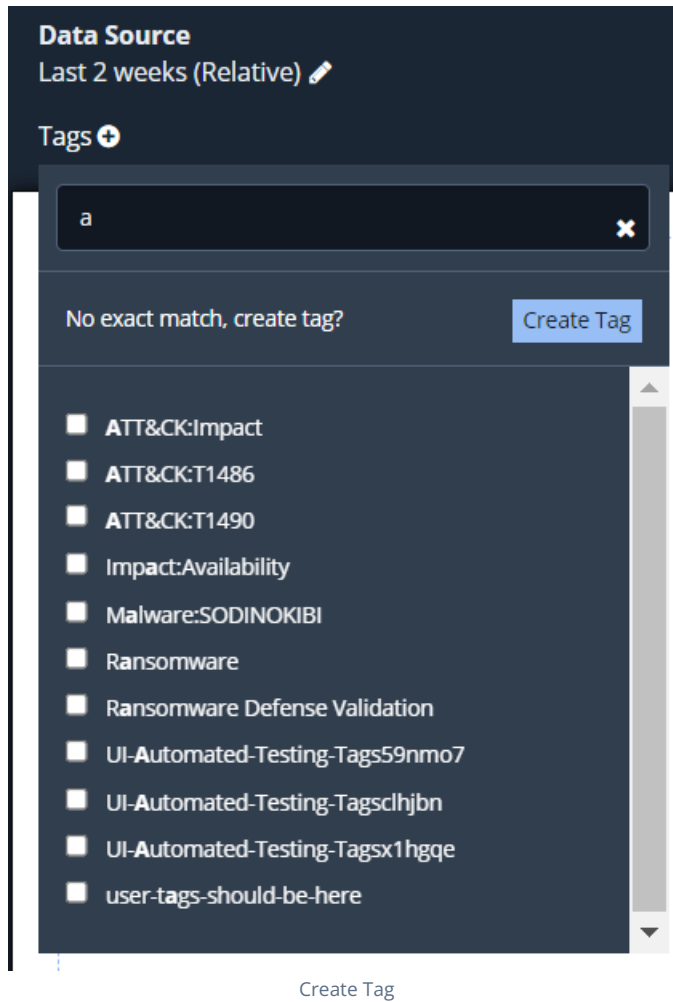 Data Source
Last 2 weeks (Relative)
Tags
a
No exact match, create tag?
Create Tag
ATT&CK:Impact
ATT&CK:T1486
ATT&CK:T1490
Impact:Availability
Malware:SODINOKIBI
Ransomware
Ransomware Defense Validation
UI-Automated-Testing-Tags59nmo7
UI-Automated-Testing-Tagsclhjbn
UI-Automated-Testing-Tagsx1hgqe
user-tags-should-be-here
Create Tag